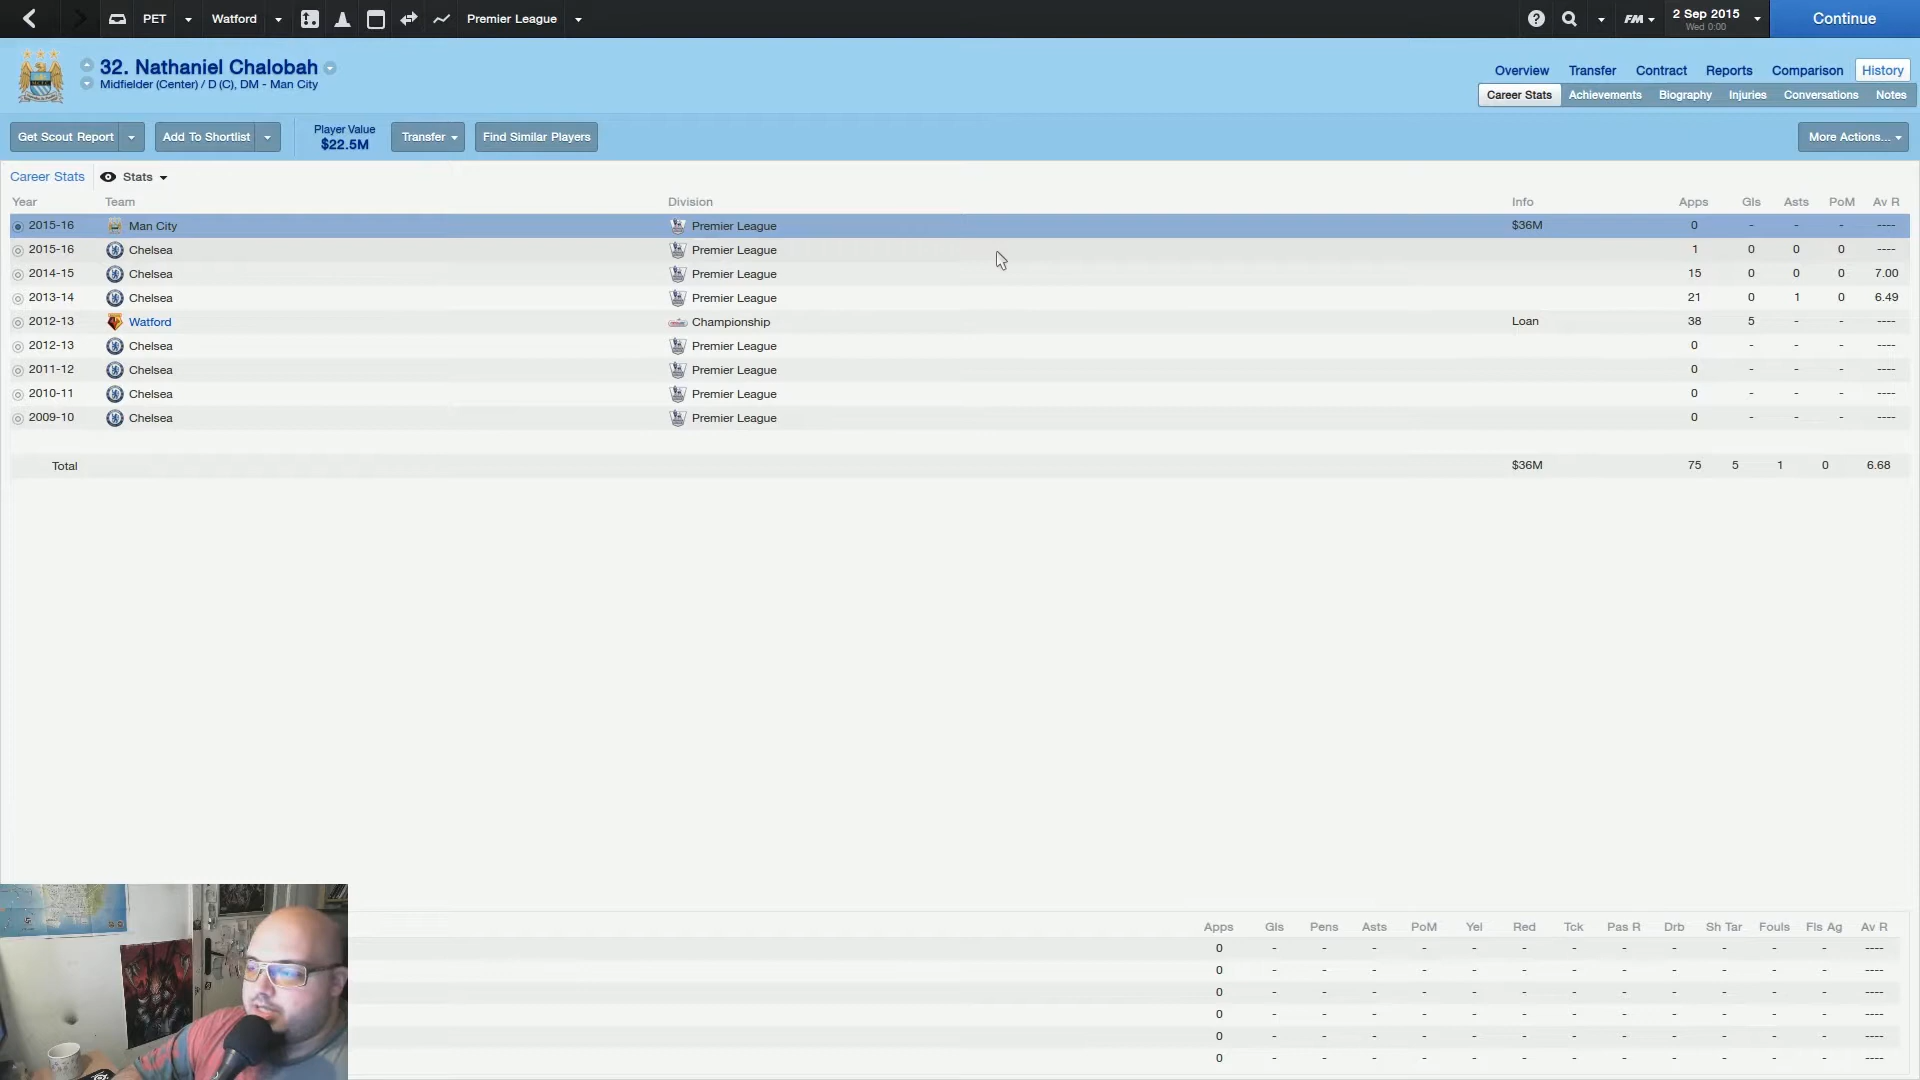 PET Watford Premier League FM 2 Sep 2015 Wed 0:00 Continue
32. Nathaniel Chalobah
Midfielder (Center) / D (C), DM - Man City
Overview Transfer Contract Reports Comparison History
Career Stats Achievements Biography Injuries Conversations Notes
Get Scout Report Add To Shortlist Player Value $22.5M Transfer Find Similar Players More Actions...
Career Stats Stats
Year Team Division Info Apps Gls Asts PoM Av R
2015-16 Man City Premier League $36M 0 - - - ----
2015-16 Chelsea Premier League 1 0 0 0 ----
2014-15 Chelsea Premier League 15 0 0 0 7.00
2013-14 Chelsea Premier League 21 0 1 0 6.49
2012-13 Watford Championship Loan 38 5 - - ----
2012-13 Chelsea Premier League 0 - - - ----
2011-12 Chelsea Premier League 0 - - - ----
2010-11 Chelsea Premier League 0 - - - ----
2009-10 Chelsea Premier League 0 - - - ----
Total $36M 75 5 1 0 6.68
Apps Gls Pens Asts PoM Yel Red Tck Pas R Drb Sh Tar Fouls Fls Ag Av R
0 - - - - - - - - - - - - ----
0 - - - - - - - - - - - - ----
0 - - - - - - - - - - - - ----
0 - - - - - - - - - - - - ----
0 - - - - - - - - - - - - ----
0 - - - - - - - - - - - - ----